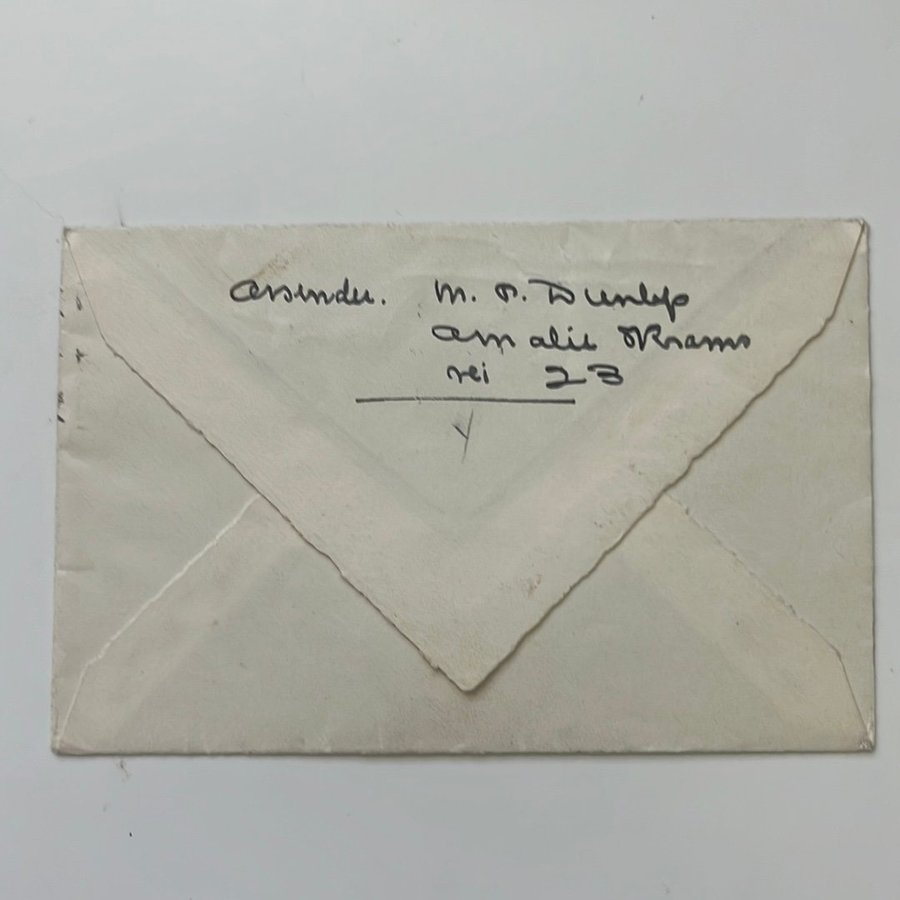 avsender. M. O. Dunlop
Amalie Skrams
vei 23